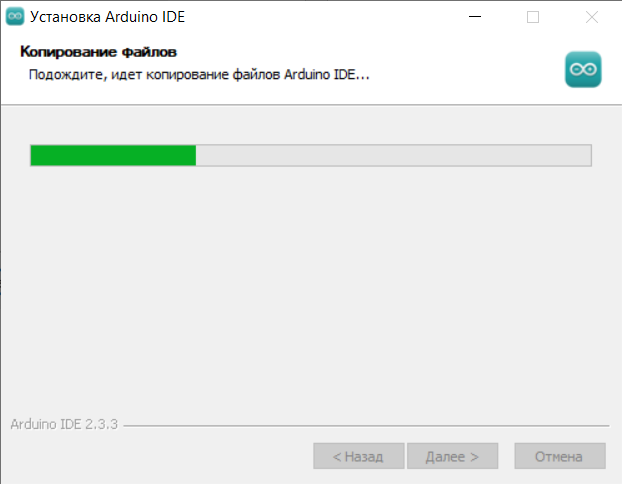 Установка Arduino IDE
Копирование файлов
Подождите, идет копирование файлов Arduino IDE...
Arduino IDE 2.3.3
< Назад
Далее >
Отмена